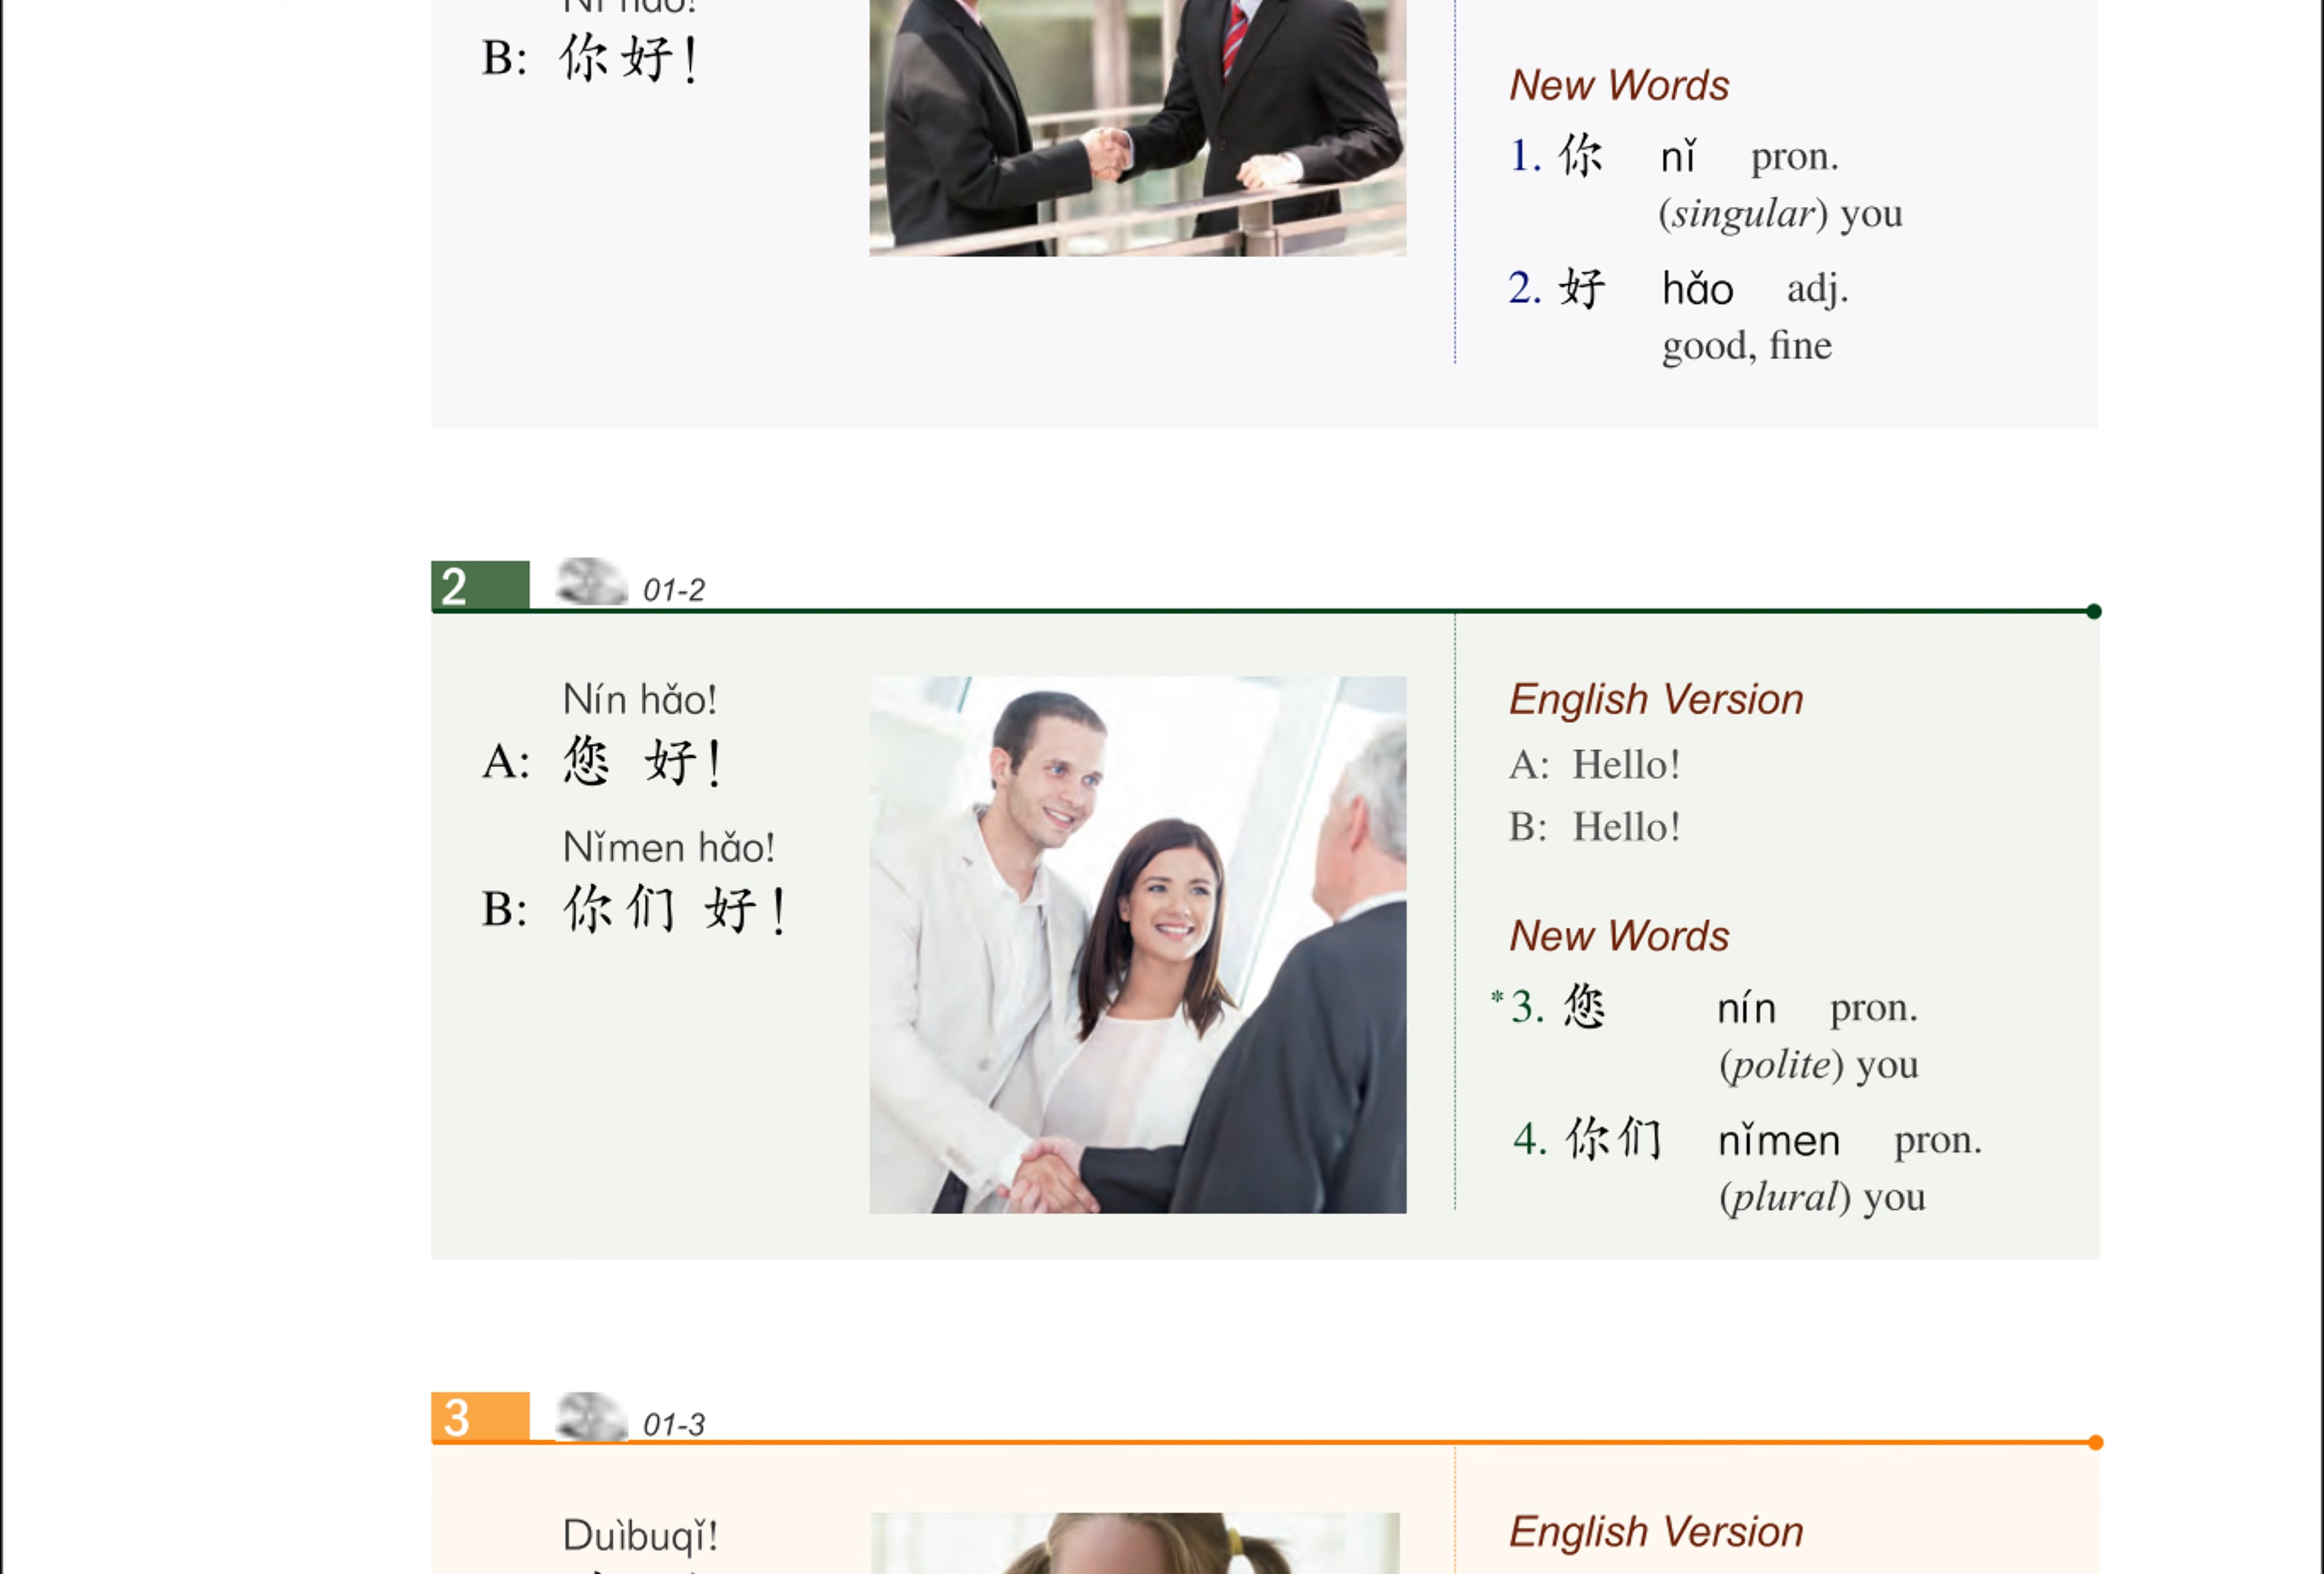 Nǐ hǎo!
B: 你好!
New Words
1. 你 nǐ pron.
(singular) you
2. 好 hǎo adj.
good, fine
2 01-2
Nín hǎo!
A: 您 好!
Nǐmen hǎo!
B: 你们 好!
English Version
A: Hello!
B: Hello!
New Words
*3. 您 nín pron.
(polite) you
4. 你们 nǐmen pron.
(plural) you
3 01-3
Duìbuqǐ!
English Version